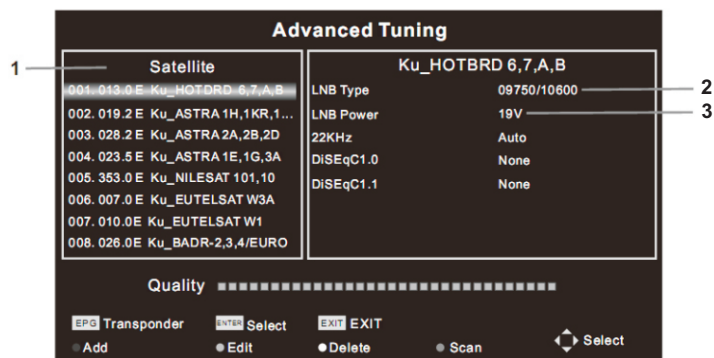 Advanced Tuning
Satellite
001. 013.0 E Ku_HOTDRD 6,7,A,B
002. 019.2 E Ku_ASTRA 1H,1KR,1...
003. 028.2 E Ku_ASTRA 2A,2B,2D
004. 023.5 E Ku_ASTRA 1E,1G,3A
005. 353.0 E Ku_NILESAT 101,10
006. 007.0 E Ku_EUTELSAT W3A
007. 010.0E Ku_EUTELSAT W1
008. 026.0E Ku_BADR-2,3,4/EURO
Ku_HOTBRD 6,7,A,B
LNB Type 09750/10600
LNB Power 19V
22KHz Auto
DiSEqC1.0 None
DiSEqC1.1 None
1
2
3
Quality
EPG Transponder ENTER Select EXIT EXIT
Add Edit Delete Scan Select